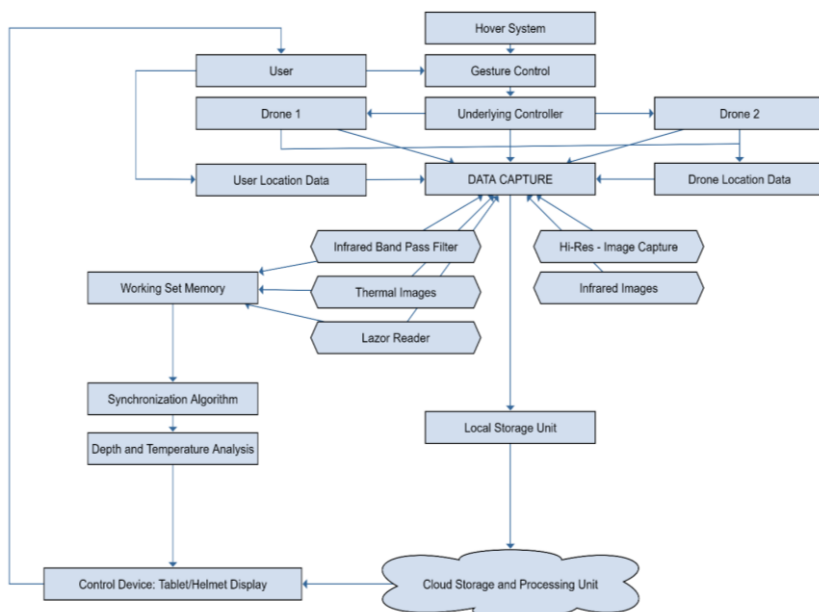 Hover System
User
Gesture Control
Drone 1
Underlying Controller
Drone 2
User Location Data
DATA CAPTURE
Drone Location Data
Infrared Band Pass Filter
Hi-Res - Image Capture
Working Set Memory
Thermal Images
Infrared Images
Lazor Reader
Synchronization Algorithm
Local Storage Unit
Depth and Temperature Analysis
Control Device: Tablet/Helmet Display
Cloud Storage and Processing Unit